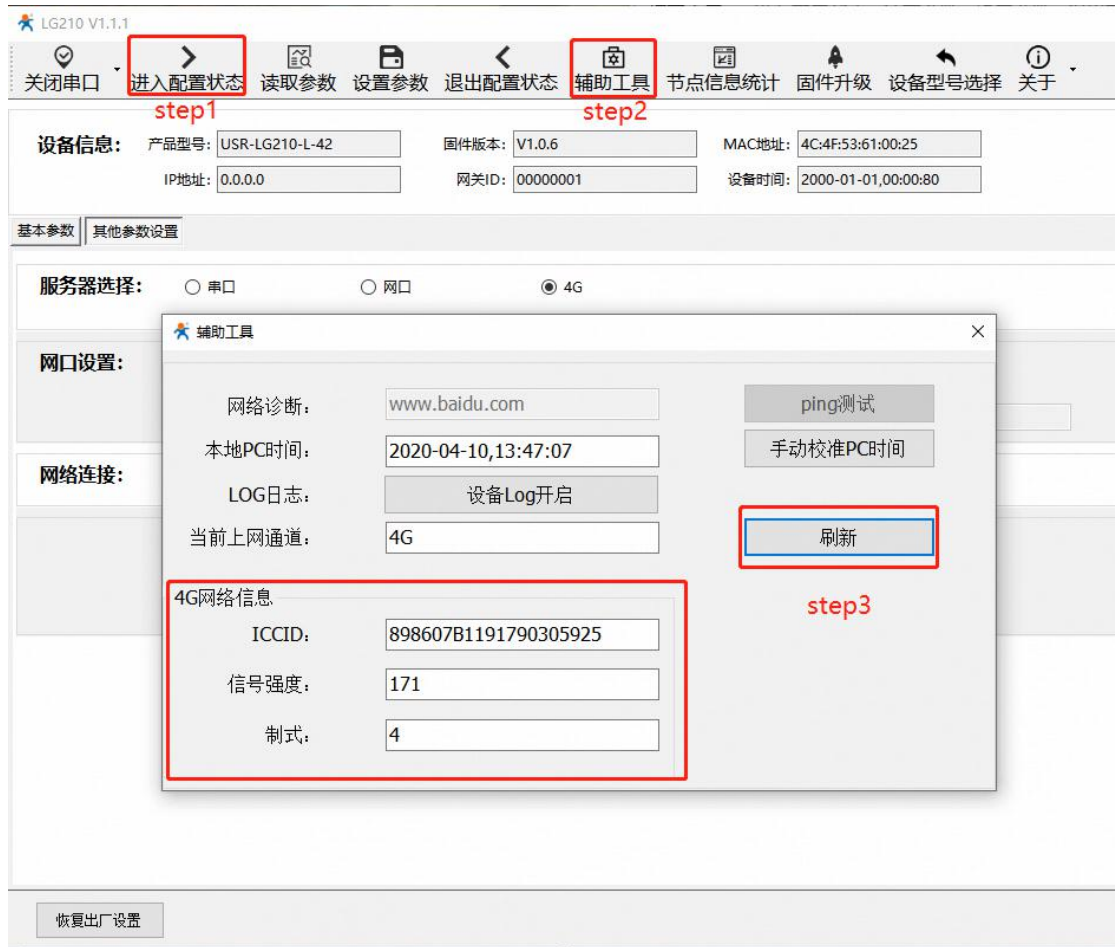 LG210 V1.1.1
关闭串口 进入配置状态 读取参数 设置参数 退出配置状态 辅助工具 节点信息统计 固件升级 设备型号选择 关于
step1 step2
设备信息: 产品型号: USR-LG210-L-42 固件版本: V1.0.6 MAC地址: 4C:4F:53:61:00:25
IP地址: 0.0.0.0 网关ID: 00000001 设备时间: 2000-01-01,00:00:80
基本参数 其他参数设置
服务器选择: 串口 网口 4G
辅助工具
网口设置:
网络诊断: www.baidu.com ping测试
本地PC时间: 2020-04-10,13:47:07 手动校准PC时间
网络连接:
LOG日志: 设备Log开启
当前上网通道: 4G 刷新
4G网络信息
step3
ICCID: 898607B1191790305925
信号强度: 171
制式: 4
恢复出厂设置